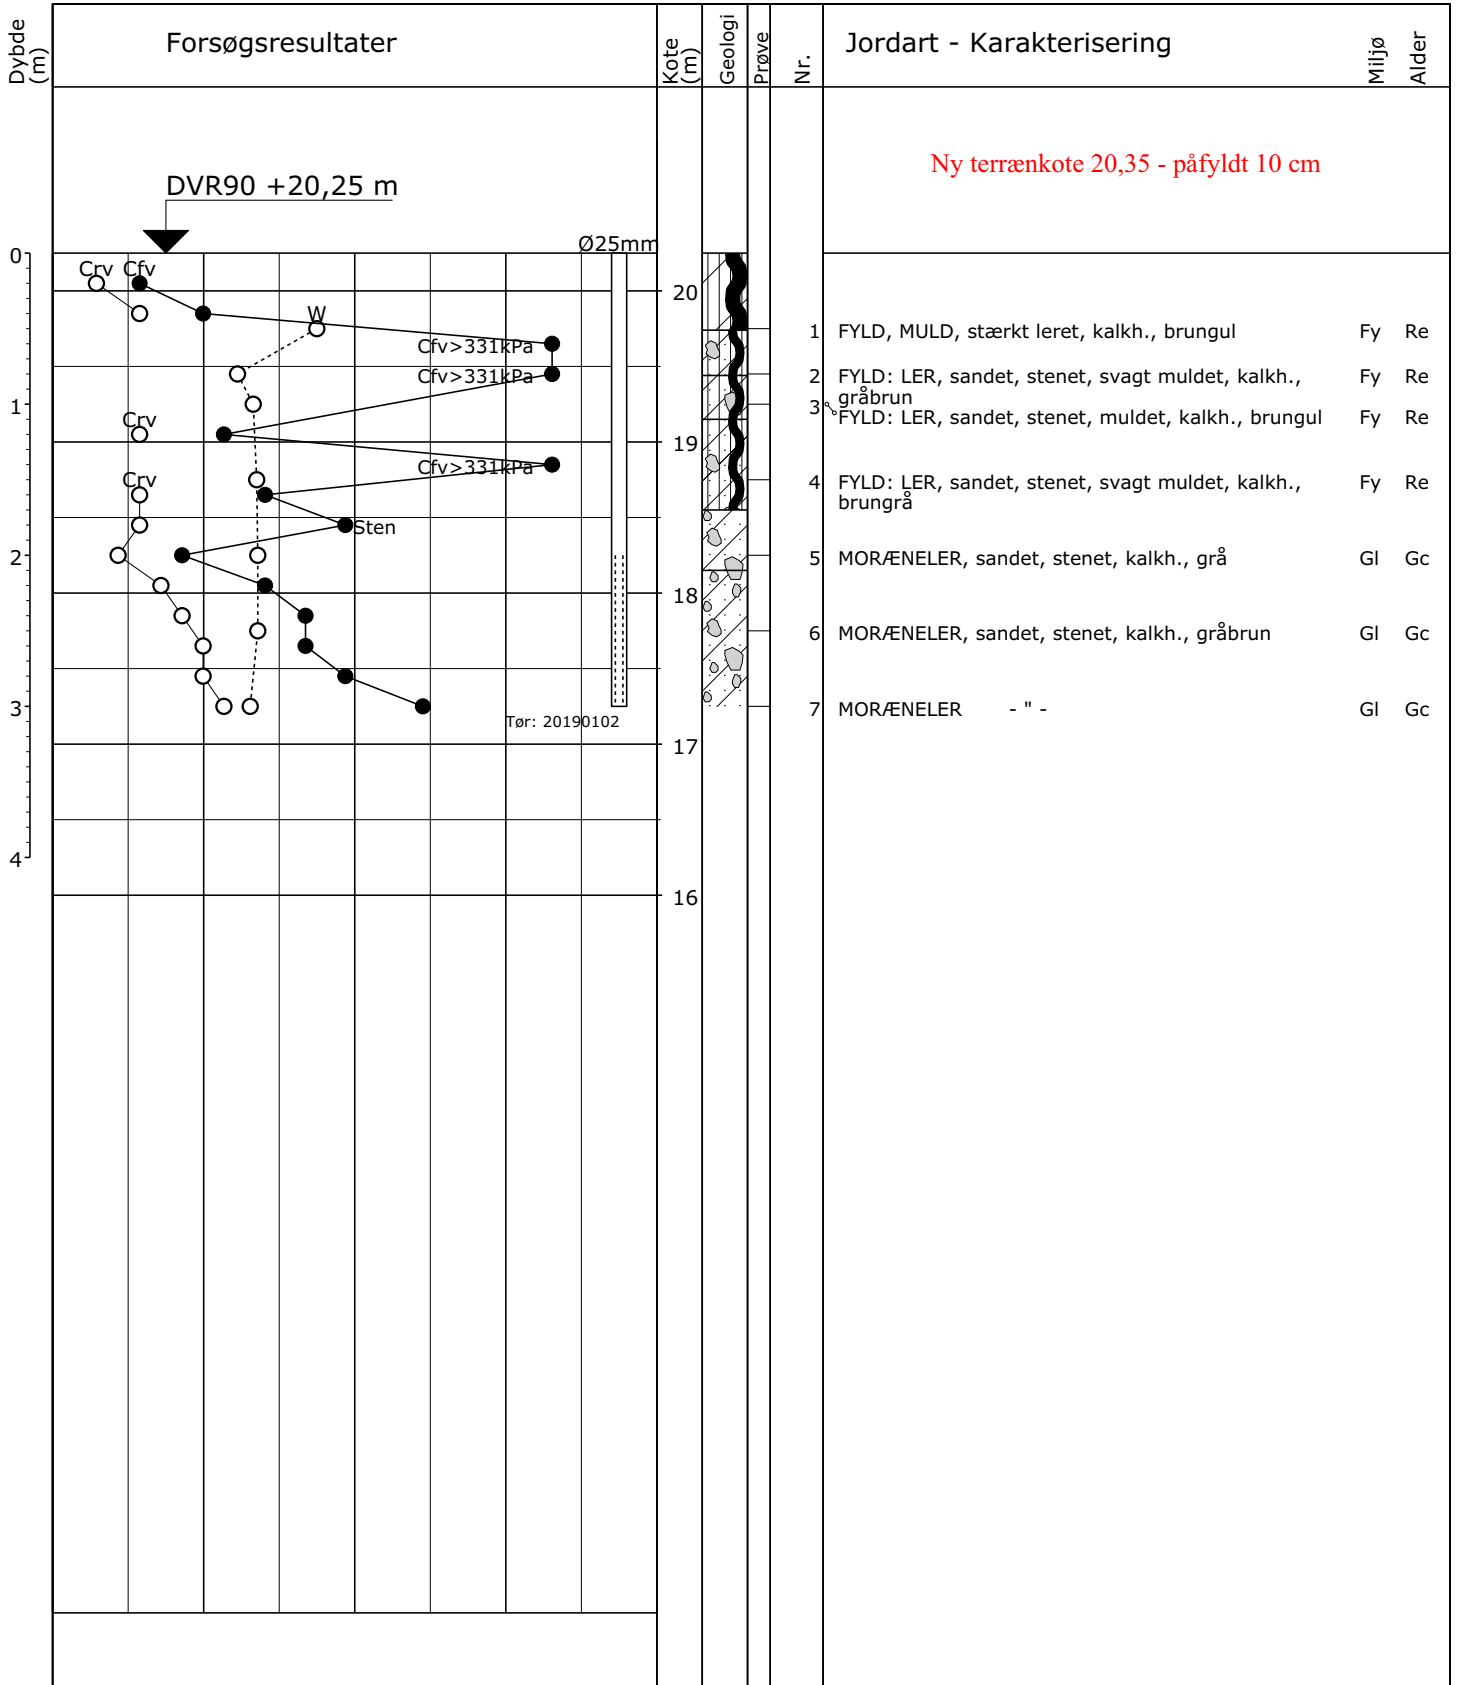 Dybde (m)
Forsøgsresultater
Kote (m)
Geologi
Prøve
Nr.
Jordart - Karakterisering
Miljø
Alder
Ny terrænkote 20,35 - påfyldt 10 cm
DVR90 +20,25 m
Ø25mm
0
Crv
Cfv
20
W
1 FYLD, MULD, stærkt leret, kalkh., brungul Fy Re
Cfv>331kPa
Cfv>331kPa
2 FYLD: LER, sandet, stenet, svagt muldet, kalkh., Fy Re
gråbrun
1
3 FYLD: LER, sandet, stenet, muldet, kalkh., brungul Fy Re
Crv
19
Cfv>331kPa
Crv
4 FYLD: LER, sandet, stenet, svagt muldet, kalkh., Fy Re
brungrå
Sten
2
5 MORÆNELER, sandet, stenet, kalkh., grå Gl Gc
18
6 MORÆNELER, sandet, stenet, kalkh., gråbrun Gl Gc
3
7 MORÆNELER - " - Gl Gc
Tør: 20190102
17
4
16